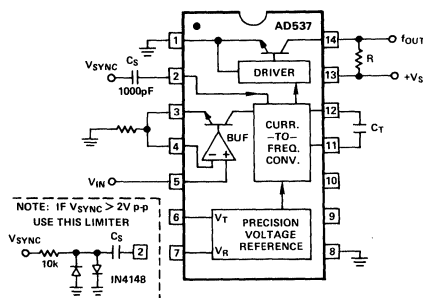 AD537
1
14
fOUT
R
DRIVER
VSYNC
CS
1000pF
2
13
+VS
3
12
CT
CURR.
–TO–
FREQ.
CONV.
BUF
4
11
– +
VIN
5
10
NOTE: IF VSYNC > 2V p-p
USE THIS LIMITER
VSYNC
CS
2
10k
IN4148
6
VT
PRECISION
VOLTAGE
REFERENCE
9
7
VR
8